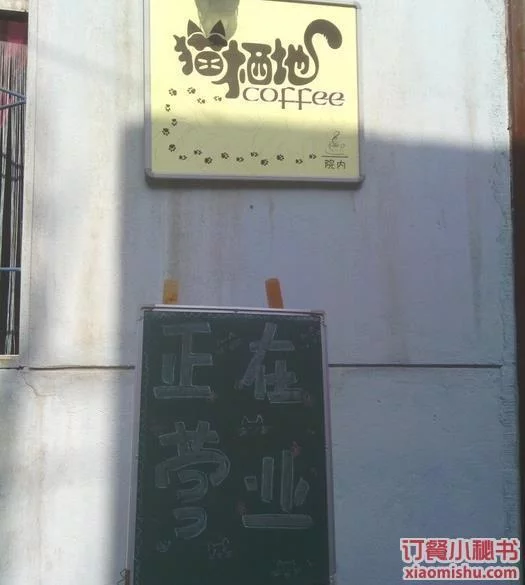 猫栖地
coffee
院内
正在
营业
订餐小秘书
xiaomishu.com